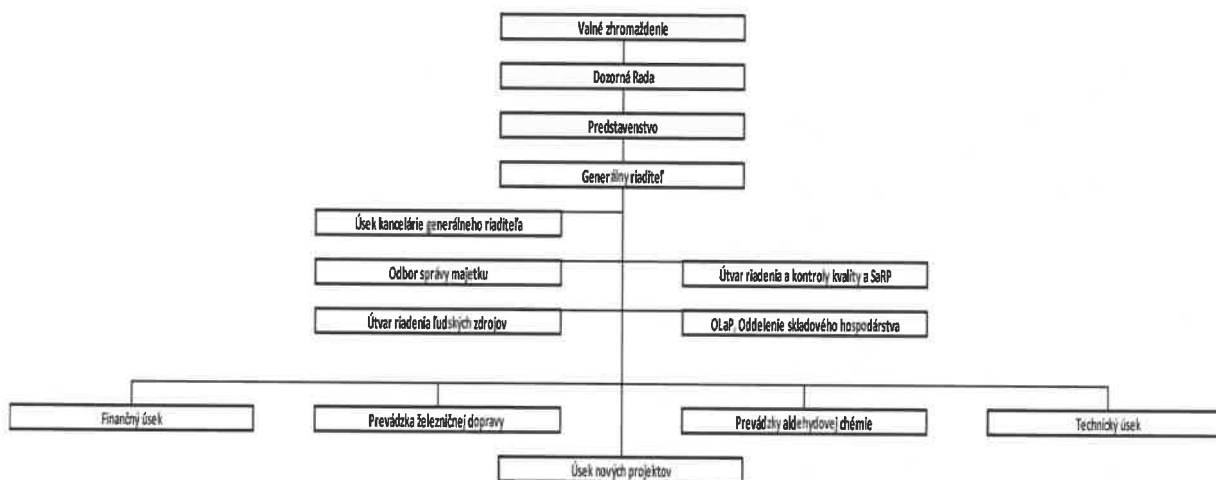 Valné zhromaždenie
Dozorná Rada
Predstavenstvo
Generálny riaditeľ
Úsek kancelárie generálneho riaditeľa
Odbor správy majetku
Útvar riadenia a kontroly kvality a SaRP
Útvar riadenia ľudských zdrojov
OLaP, Oddelenie skladového hospodárstva
Finančný úsek
Prevádzka železničnej dopravy
Prevádzky aldehydovej chémie
Technický úsek
Úsek nových projektov